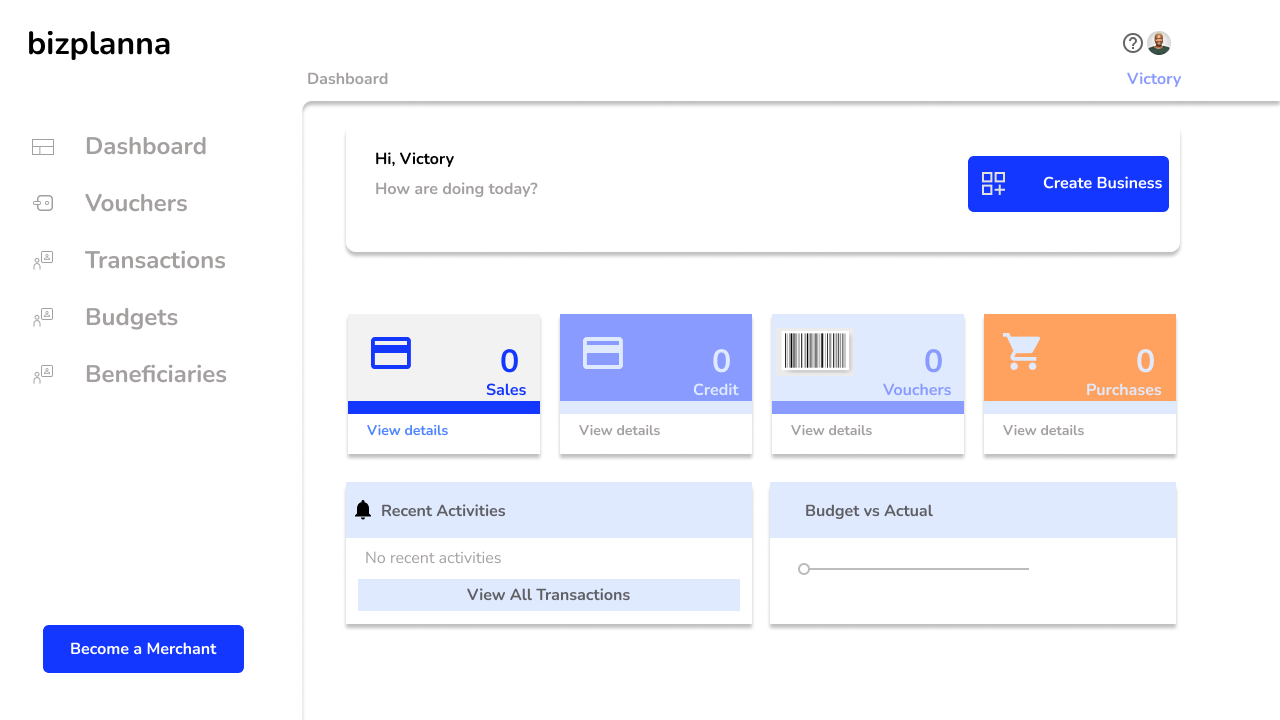 bizplanna
Dashboard
Victory
Dashboard
Vouchers
Transactions
Budgets
Beneficiaries
Become a Merchant
Hi, Victory
How are doing today?
Create Business
0
Sales
View details
0
Credit
View details
0
Vouchers
View details
0
Purchases
View details
Recent Activities
No recent activities
View All Transactions
Budget vs Actual